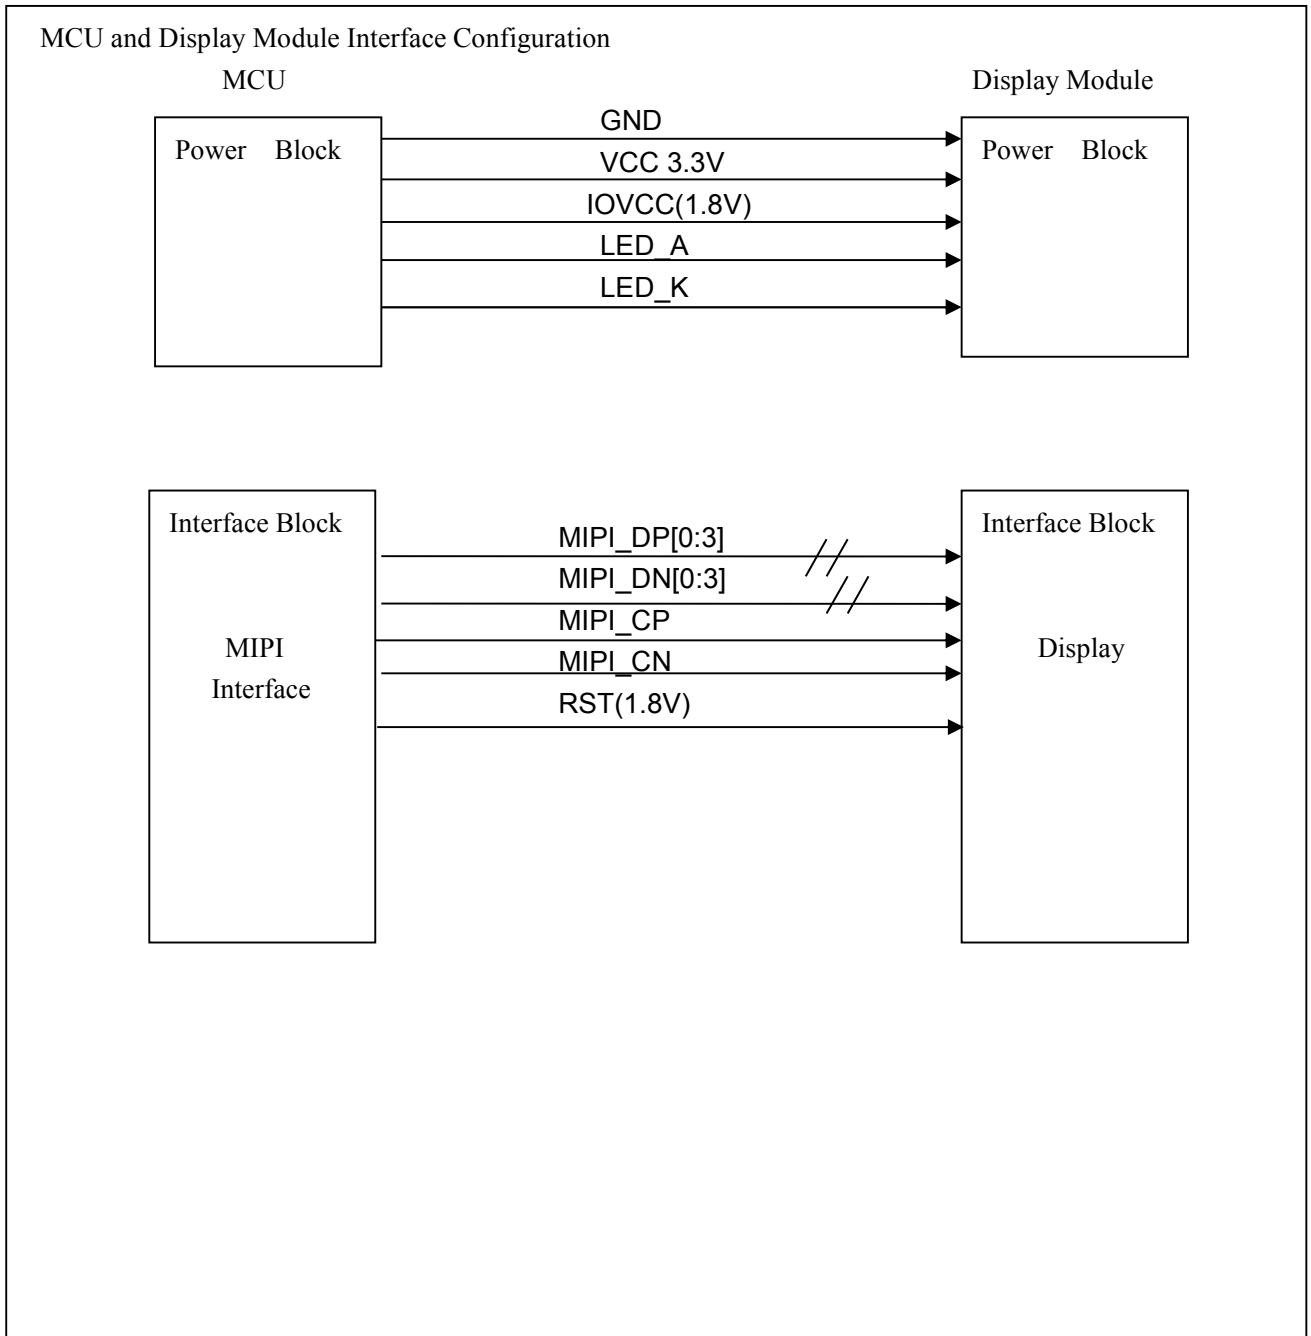 MCU and Display Module Interface Configuration
MCU
Display Module
Power Block
GND
VCC 3.3V
IOVCC(1.8V)
LED_A
LED_K
Power Block
Interface Block
MIPI
Interface
MIPI_DP[0:3]
MIPI_DN[0:3]
MIPI_CP
MIPI_CN
RST(1.8V)
Interface Block
Display